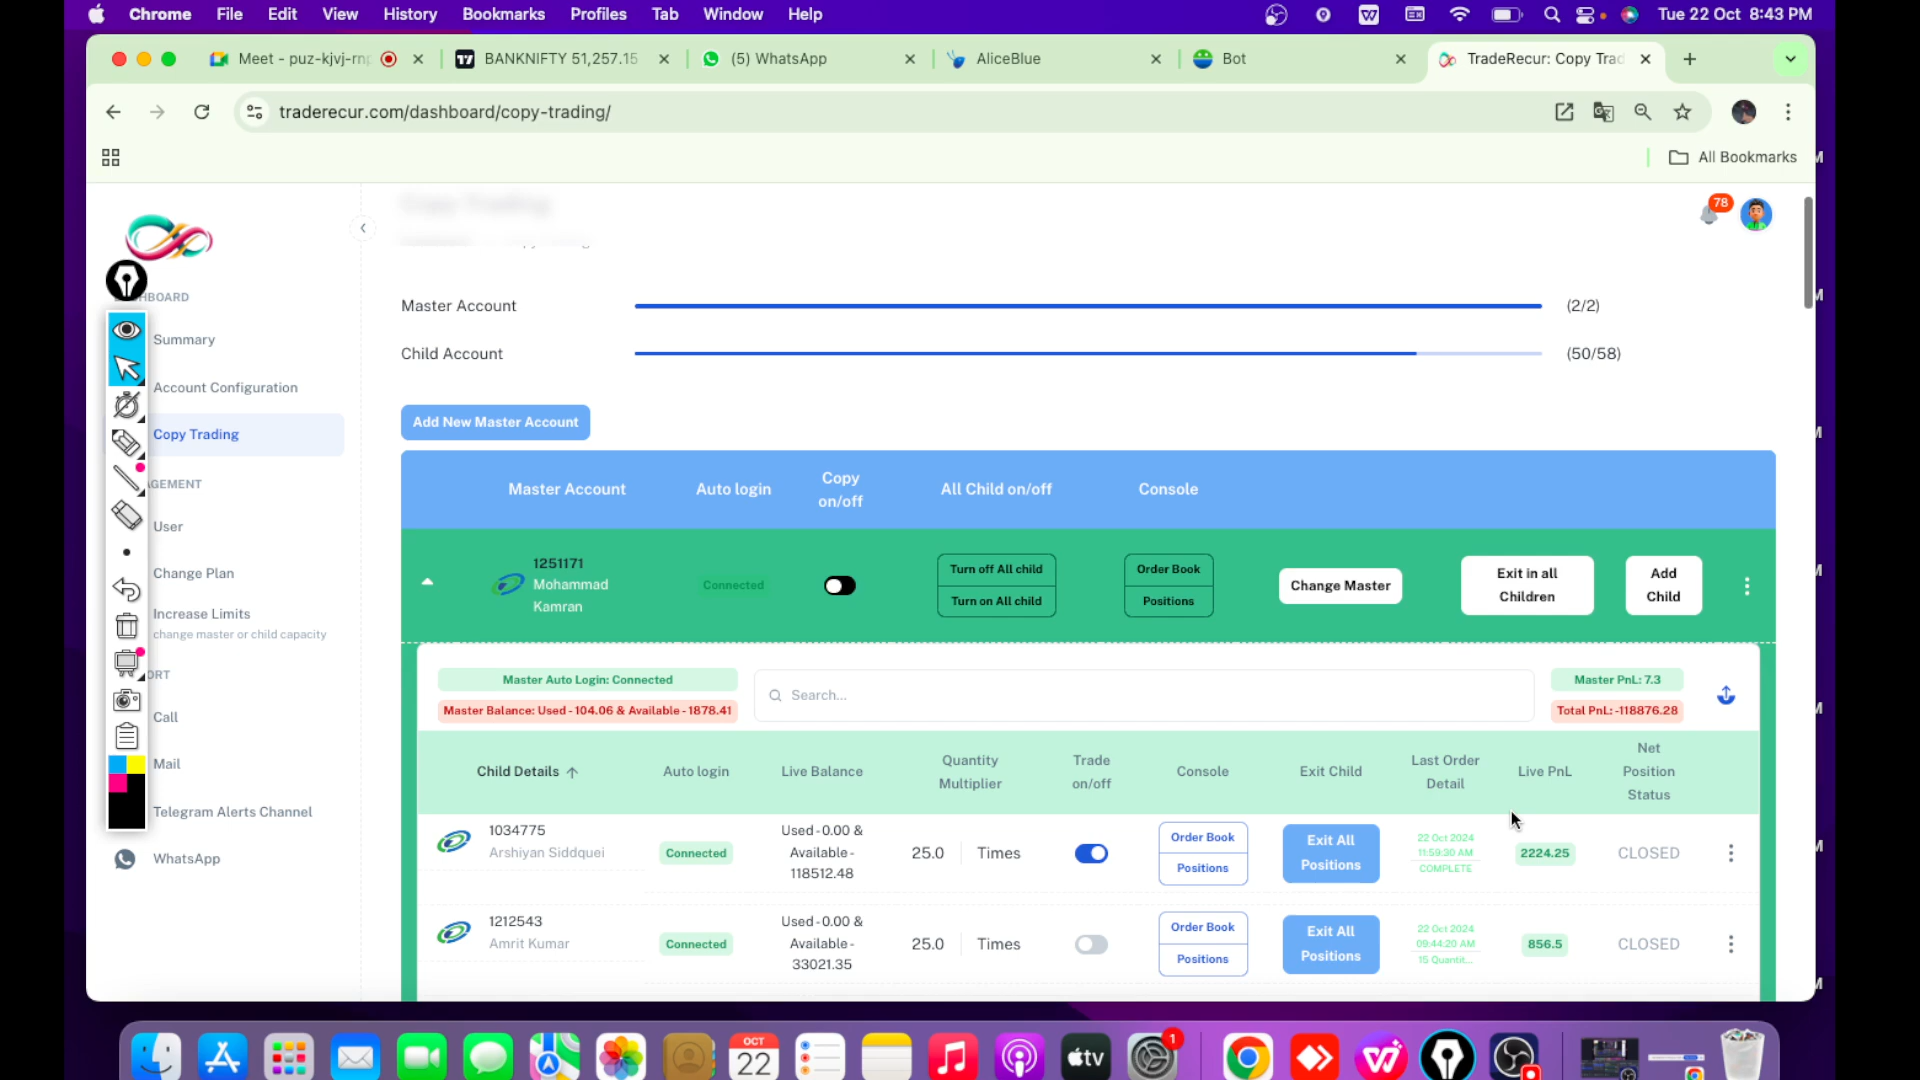 Chrome File Edit View History Bookmarks Profiles Tab Window Help
Tue 22 Oct 8:43 PM
Meet - puz-kjvj-rnp
BANKNIFTY 51,257.15
(5) WhatsApp
AliceBlue
Bot
TradeRecur: Copy Trad
traderecur.com/dashboard/copy-trading/
All Bookmarks
78
Master Account
(2/2)
Child Account
(50/58)
Summary
Account Configuration
Copy Trading
User
Change Plan
Increase Limits
change master or child capacity
Call
Mail
Telegram Alerts Channel
WhatsApp
Add New Master Account
Master Account
Auto login
Copy
on/off
All Child on/off
Console
1251171
Mohammad
Kamran
Connected
Turn off All child
Turn on All child
Order Book
Positions
Change Master
Exit in all
Children
Add
Child
Master Auto Login: Connected
Master Balance: Used - 104.06 & Available - 1878.41
Search...
Master PnL: 7.3
Total PnL: -118876.28
Child Details
Auto login
Live Balance
Quantity
Multiplier
Trade
on/off
Console
Exit Child
Last Order
Detail
Live PnL
Net
Position
Status
1034775
Arshiyan Siddquei
Connected
Used - 0.00 &
Available -
118512.48
25.0 Times
Order Book
Positions
Exit All
Positions
22 Oct 2024
11:59:30 AM
COMPLETE
2224.25
CLOSED
1212543
Amrit Kumar
Connected
Used - 0.00 &
Available -
33021.35
25.0 Times
Order Book
Positions
Exit All
Positions
22 Oct 2024
09:44:20 AM
15 Quantit...
856.5
CLOSED
OCT
22
tv
1